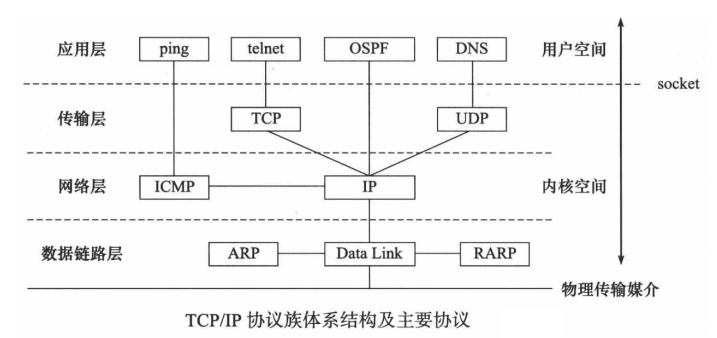 应用层 ping telnet OSPF DNS 用户空间
socket
传输层 TCP UDP
网络层 ICMP IP 内核空间
数据链路层 ARP Data Link RARP
物理传输媒介
TCP/IP 协议族体系结构及主要协议